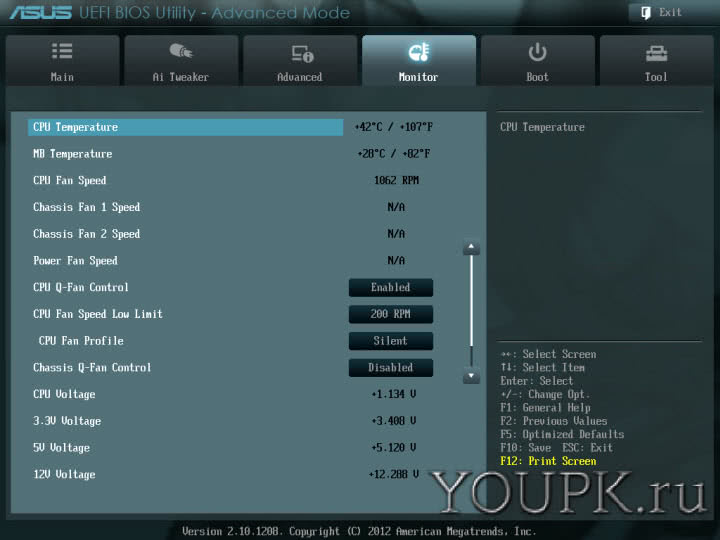 ASUS UEFI BIOS Utility - Advanced Mode
Exit
Main
Ai Tweaker
Advanced
Monitor
Boot
Tool
CPU Temperature +42°C / +107°F
MB Temperature +28°C / +82°F
CPU Fan Speed 1062 RPM
Chassis Fan 1 Speed N/A
Chassis Fan 2 Speed N/A
Power Fan Speed N/A
CPU Q-Fan Control Enabled
CPU Fan Speed Low Limit 200 RPM
CPU Fan Profile Silent
Chassis Q-Fan Control Disabled
CPU Voltage +1.134 V
3.3V Voltage +3.408 V
5V Voltage +5.120 V
12V Voltage +12.288 V
CPU Temperature
→←: Select Screen
↑↓: Select Item
Enter: Select
+/-: Change Opt.
F1: General Help
F2: Previous Values
F5: Optimized Defaults
F10: Save ESC: Exit
F12: Print Screen
YOUPK.ru
Version 2.10.1208. Copyright (C) 2012 American Megatrends, Inc.